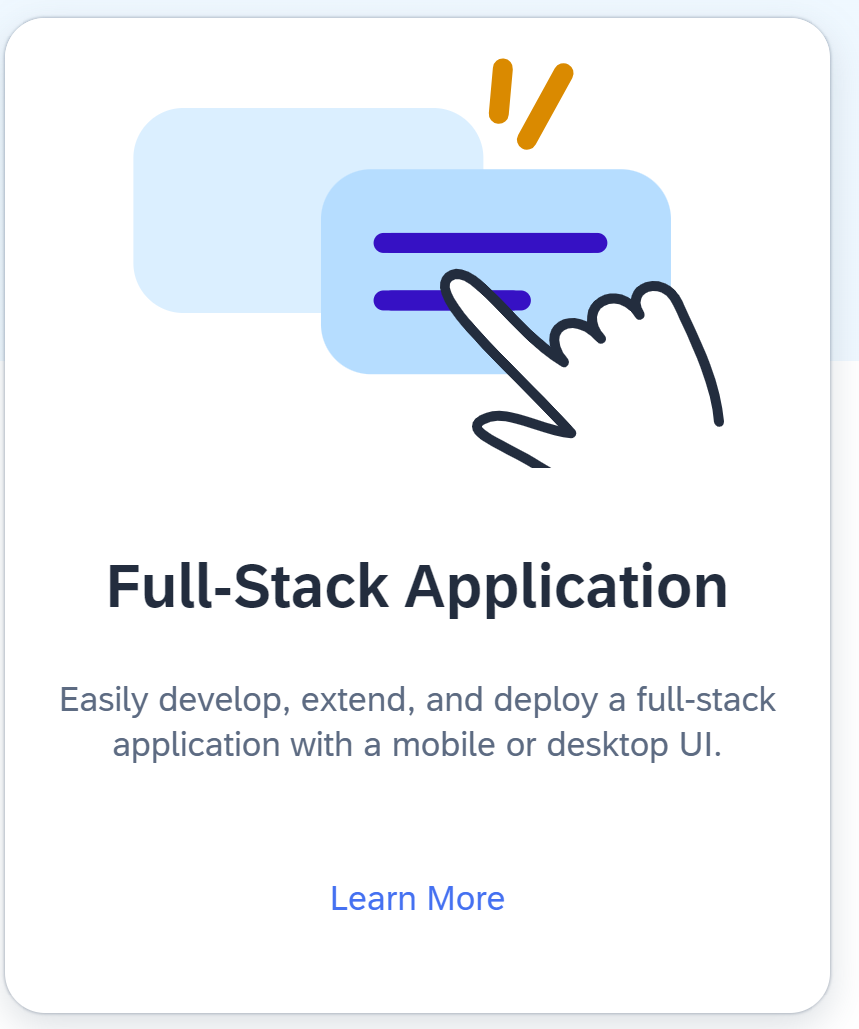 Full-Stack Application
Easily develop, extend, and deploy a full-stack
application with a mobile or desktop UI.
Learn More